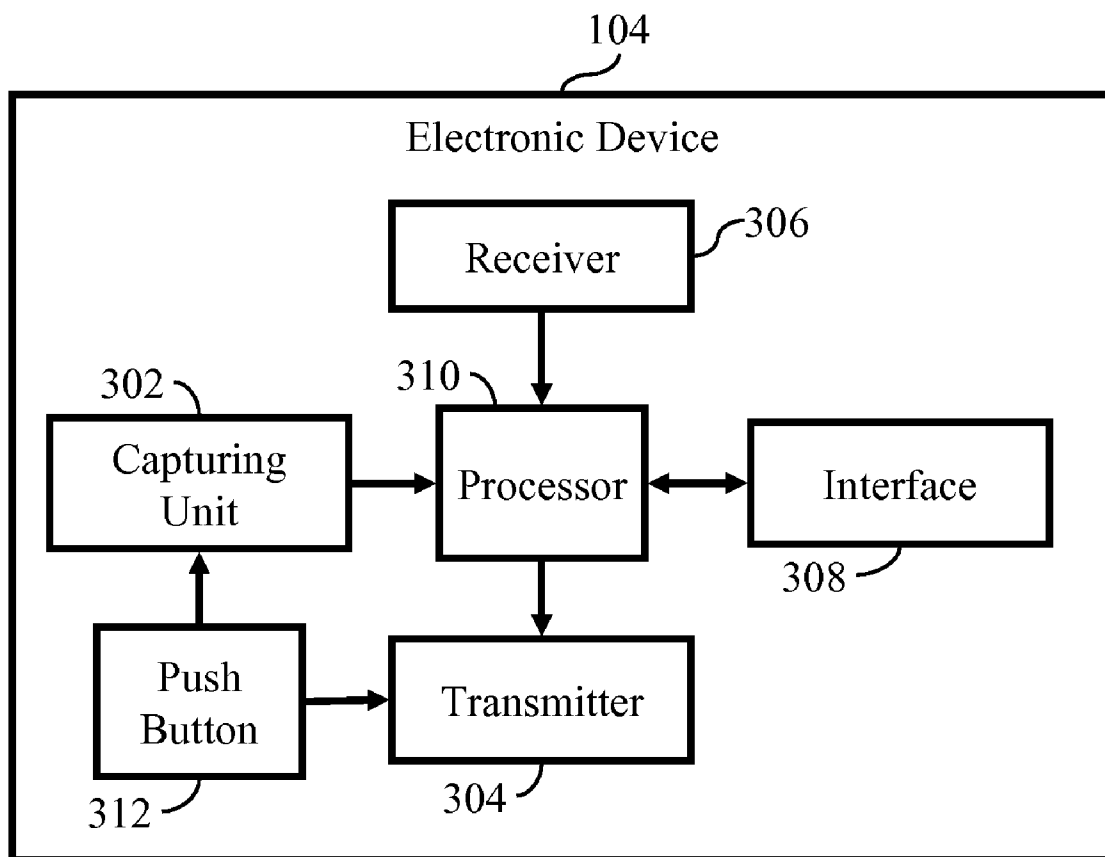 104
Electronic Device
306
Receiver
310
302
Capturing
Unit
Processor
Interface
308
Push
Button
Transmitter
312
304